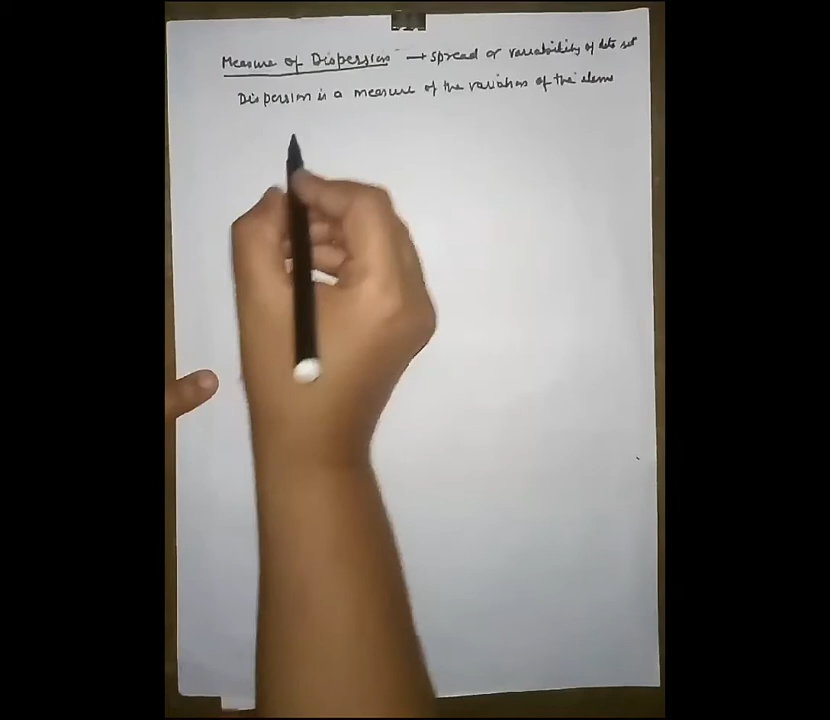 Measure of Dispersion → spread or variability of data set
Dispersion is a measure of the variation of the items